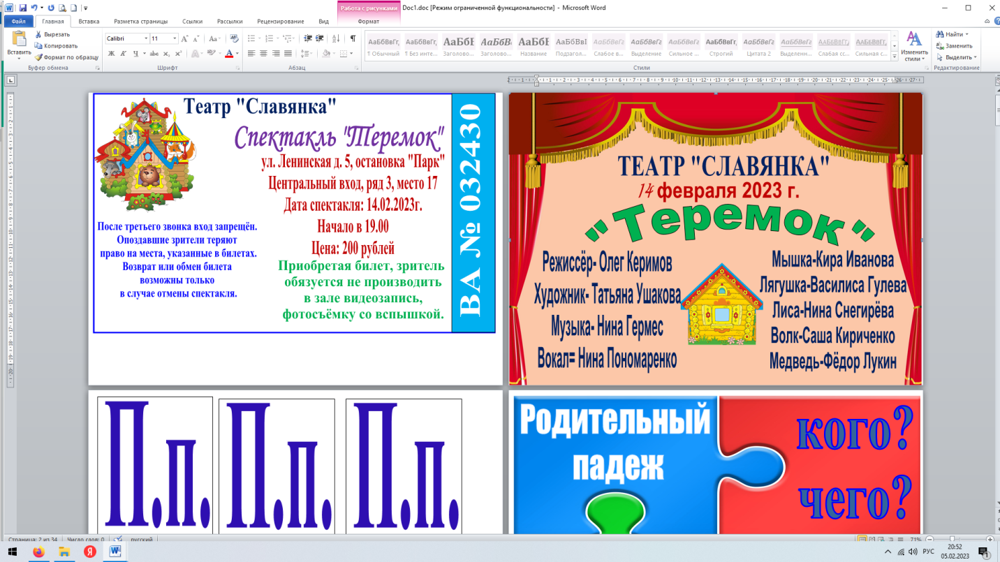 Работа с рисунками
Doc1.doc [Режим ограниченной функциональности] - Microsoft Word
Файл
Главная
Вставка
Разметка страницы
Ссылки
Рассылки
Рецензирование
Вид
Формат
Вставить
Вырезать
Копировать
Формат по образцу
Буфер обмена
Calibri
11
Шрифт
Абзац
АаБбВвГг,
АаБбВвГг,
АаБбЕ
АаБбВ
АаБбЕ
АаБбВвІ
АаБбВвГг
АаБбВвГг
АаБбВвГг
АаБбВвГг,
АаБбВвГг
АаБбВвГг
АаБбВвГг,
АаБбВвГг,
¶ Обычный
¶ Без инте...
Заголово...
Заголово...
Название
Подзагол...
Слабое в...
Выделение
Сильное ...
Строгий
Цитата 2
Выделенн...
Слабая сс...
Сильная с...
Стили
Изменить
стили
Найти
Заменить
Выделить
Редактирование
Театр "Славянка"
Спектакль "Теремок"
ул. Ленинская д. 5, остановка "Парк"
Центральный вход, ряд 3, место 17
Дата спектакля: 14.02.2023г.
Начало в 19.00
Цена: 200 рублей
После третьего звонка вход запрещён.
Опоздавшие зрители теряют
право на места, указанные в билетах.
Возврат или обмен билета
возможны только
в случае отмены спектакля.
Приобретая билет, зритель
обязуется не производить
в зале видеозапись,
фотосъёмку со вспышкой.
ВА № 032430
ТЕАТР "СЛАВЯНКА"
14 февраля 2023 г.
"Теремок"
Режиссёр- Олег Керимов
Художник- Татьяна Ушакова
Музыка- Нина Гермес
Вокал= Нина Пономаренко
Мышка-Кира Иванова
Лягушка-Василиса Гулева
Лиса-Нина Снегирёва
Волк-Саша Кириченко
Медведь-Фёдор Лукин
П.п.
П.п.
П.п.
Родительный
падеж
кого?
чего?
Страница: 2 из 34
Число слов: 0
русский
71%
РУС
20:52
05.02.2023